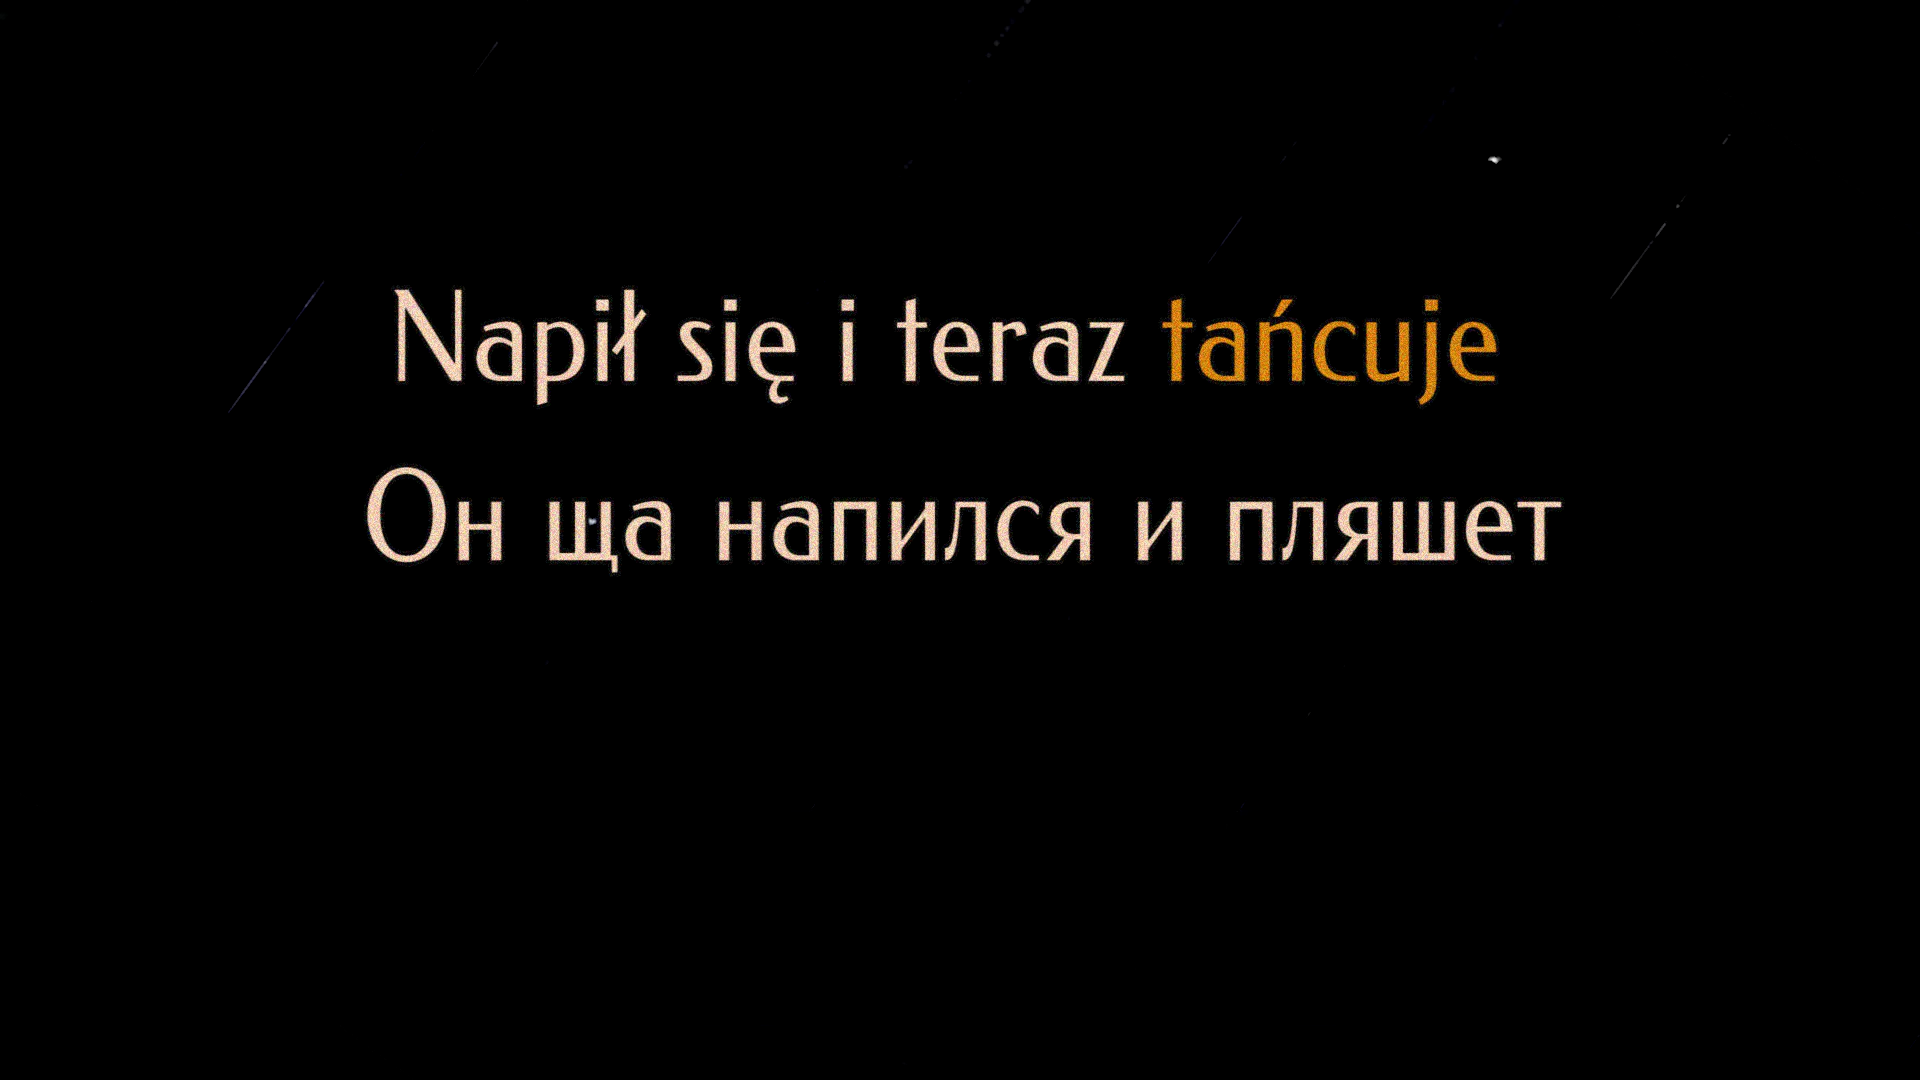 Napił się i teraz tańcuje
Он ща напился и пляшет